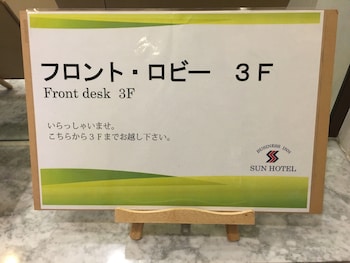 フロント・ロビー　３Ｆ
Front desk 3F
いらっしゃいませ。
こちらから３Ｆまでお越し下さい。
BUSINESS INN
SUN HOTEL